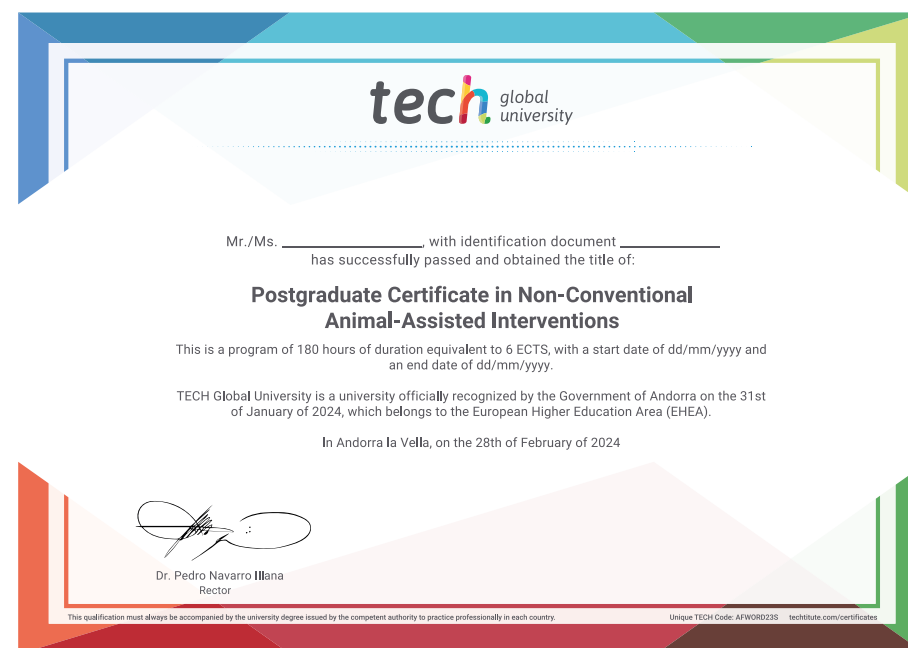 tech global
university
Mr./Ms. ____________, with identification document ____________
has successfully passed and obtained the title of:
Postgraduate Certificate in Non-Conventional
Animal-Assisted Interventions
This is a program of 180 hours of duration equivalent to 6 ECTS, with a start date of dd/mm/yyyy and
an end date of dd/mm/yyyy.
TECH Global University is a university officially recognized by the Government of Andorra on the 31st
of January of 2024, which belongs to the European Higher Education Area (EHEA).
In Andorra la Vella, on the 28th of February of 2024
Dr. Pedro Navarro Illana
Rector
This qualification must always be accompanied by the university degree issued by the competent authority to practice professionally in each country.
Unique TECH Code: AFWORD23S techtitute.com/certificates